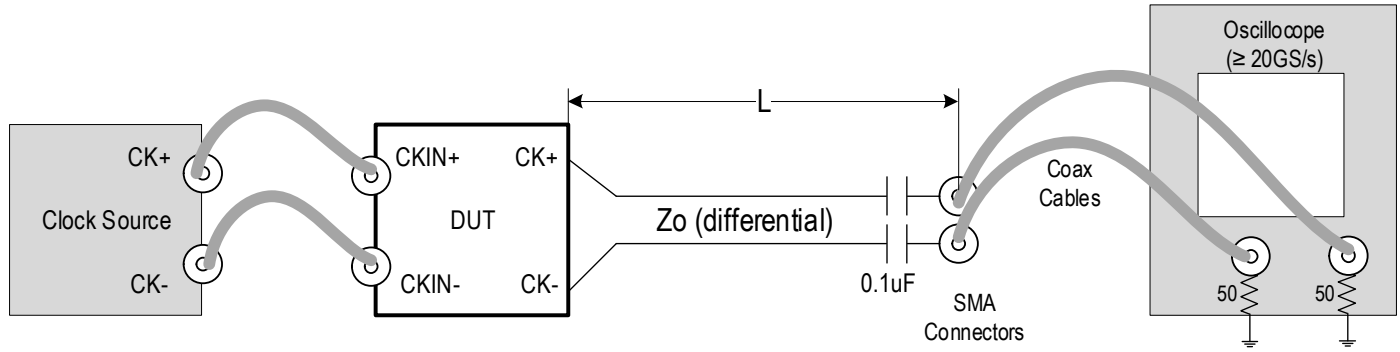 Oscillocope
(≥ 20GS/s)
L
CK+
CKIN+
CK+
Clock Source
DUT
Zo (differential)
Coax
Cables
CK-
CKIN-
CK-
0.1uF
SMA
Connectors
50
50